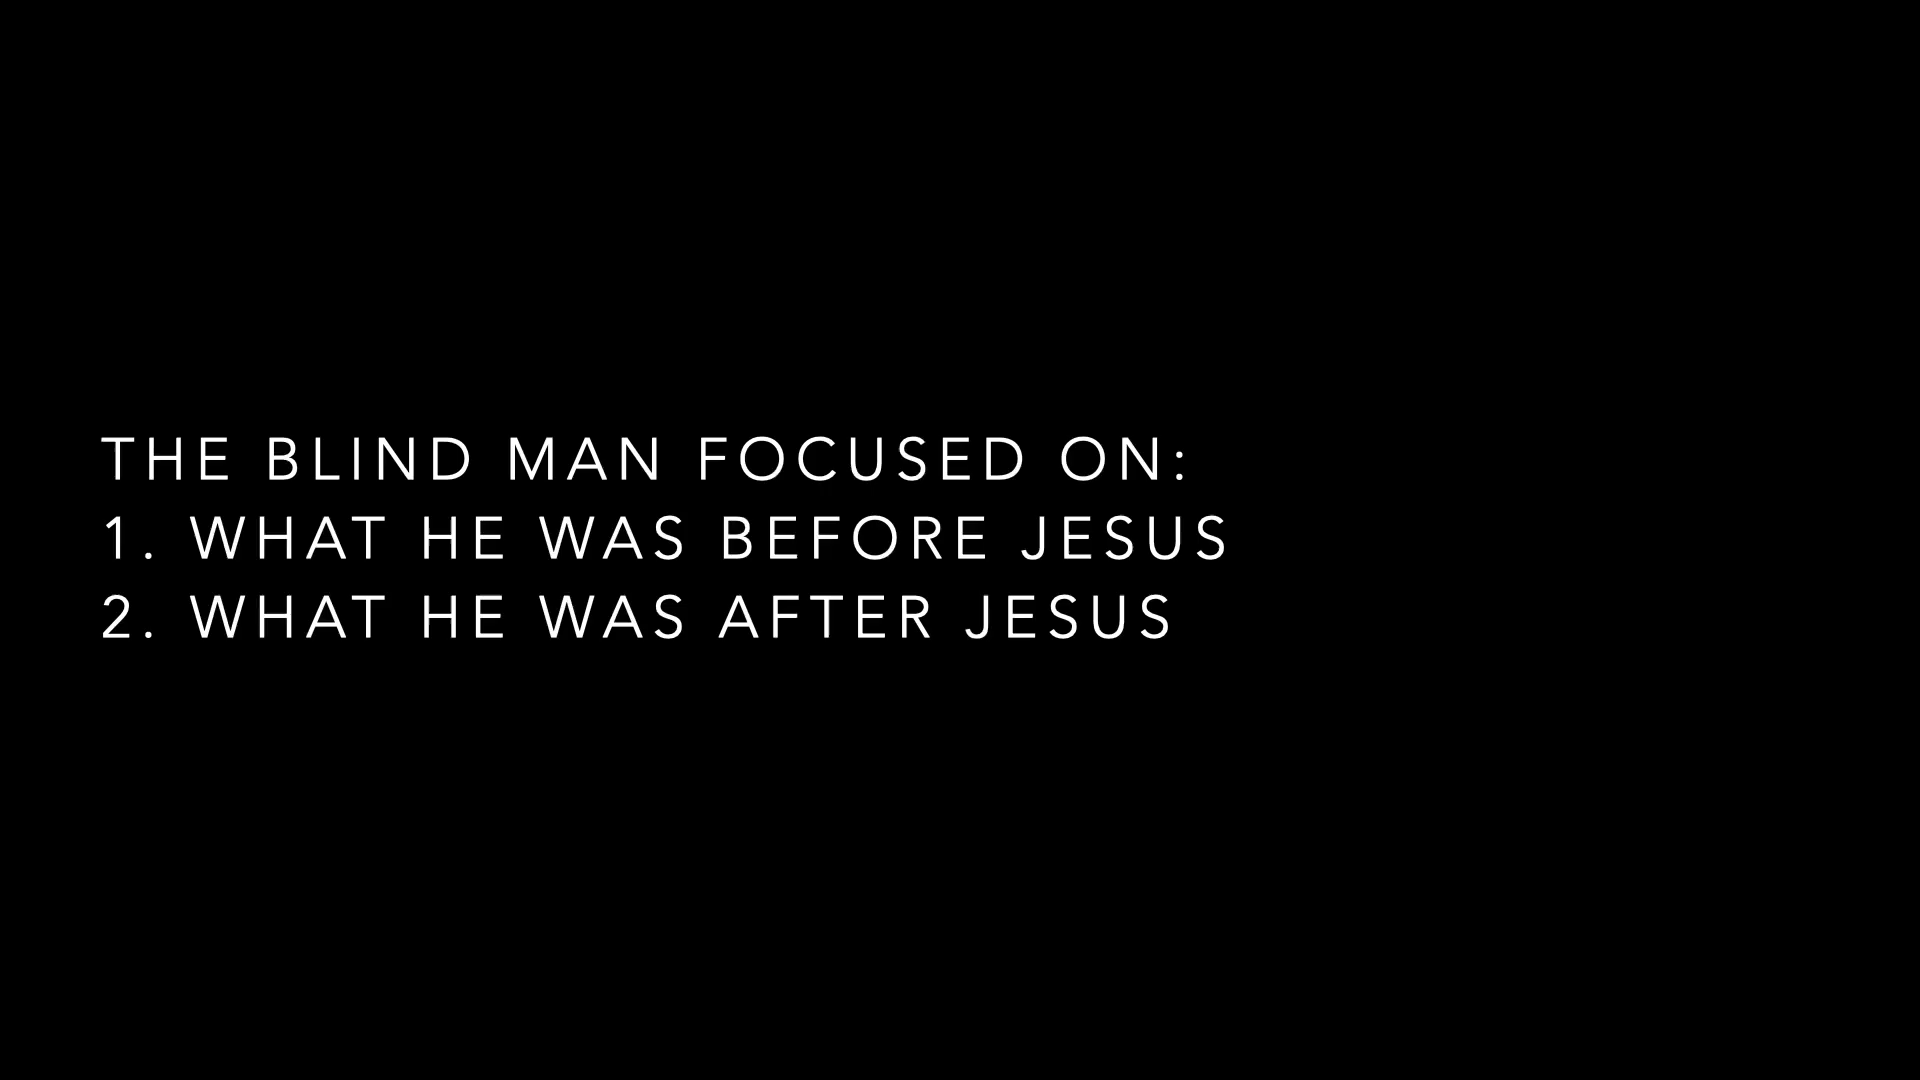 THE BLIND MAN FOCUSED ON:
1. WHAT HE WAS BEFORE JESUS
2. WHAT HE WAS AFTER JESUS